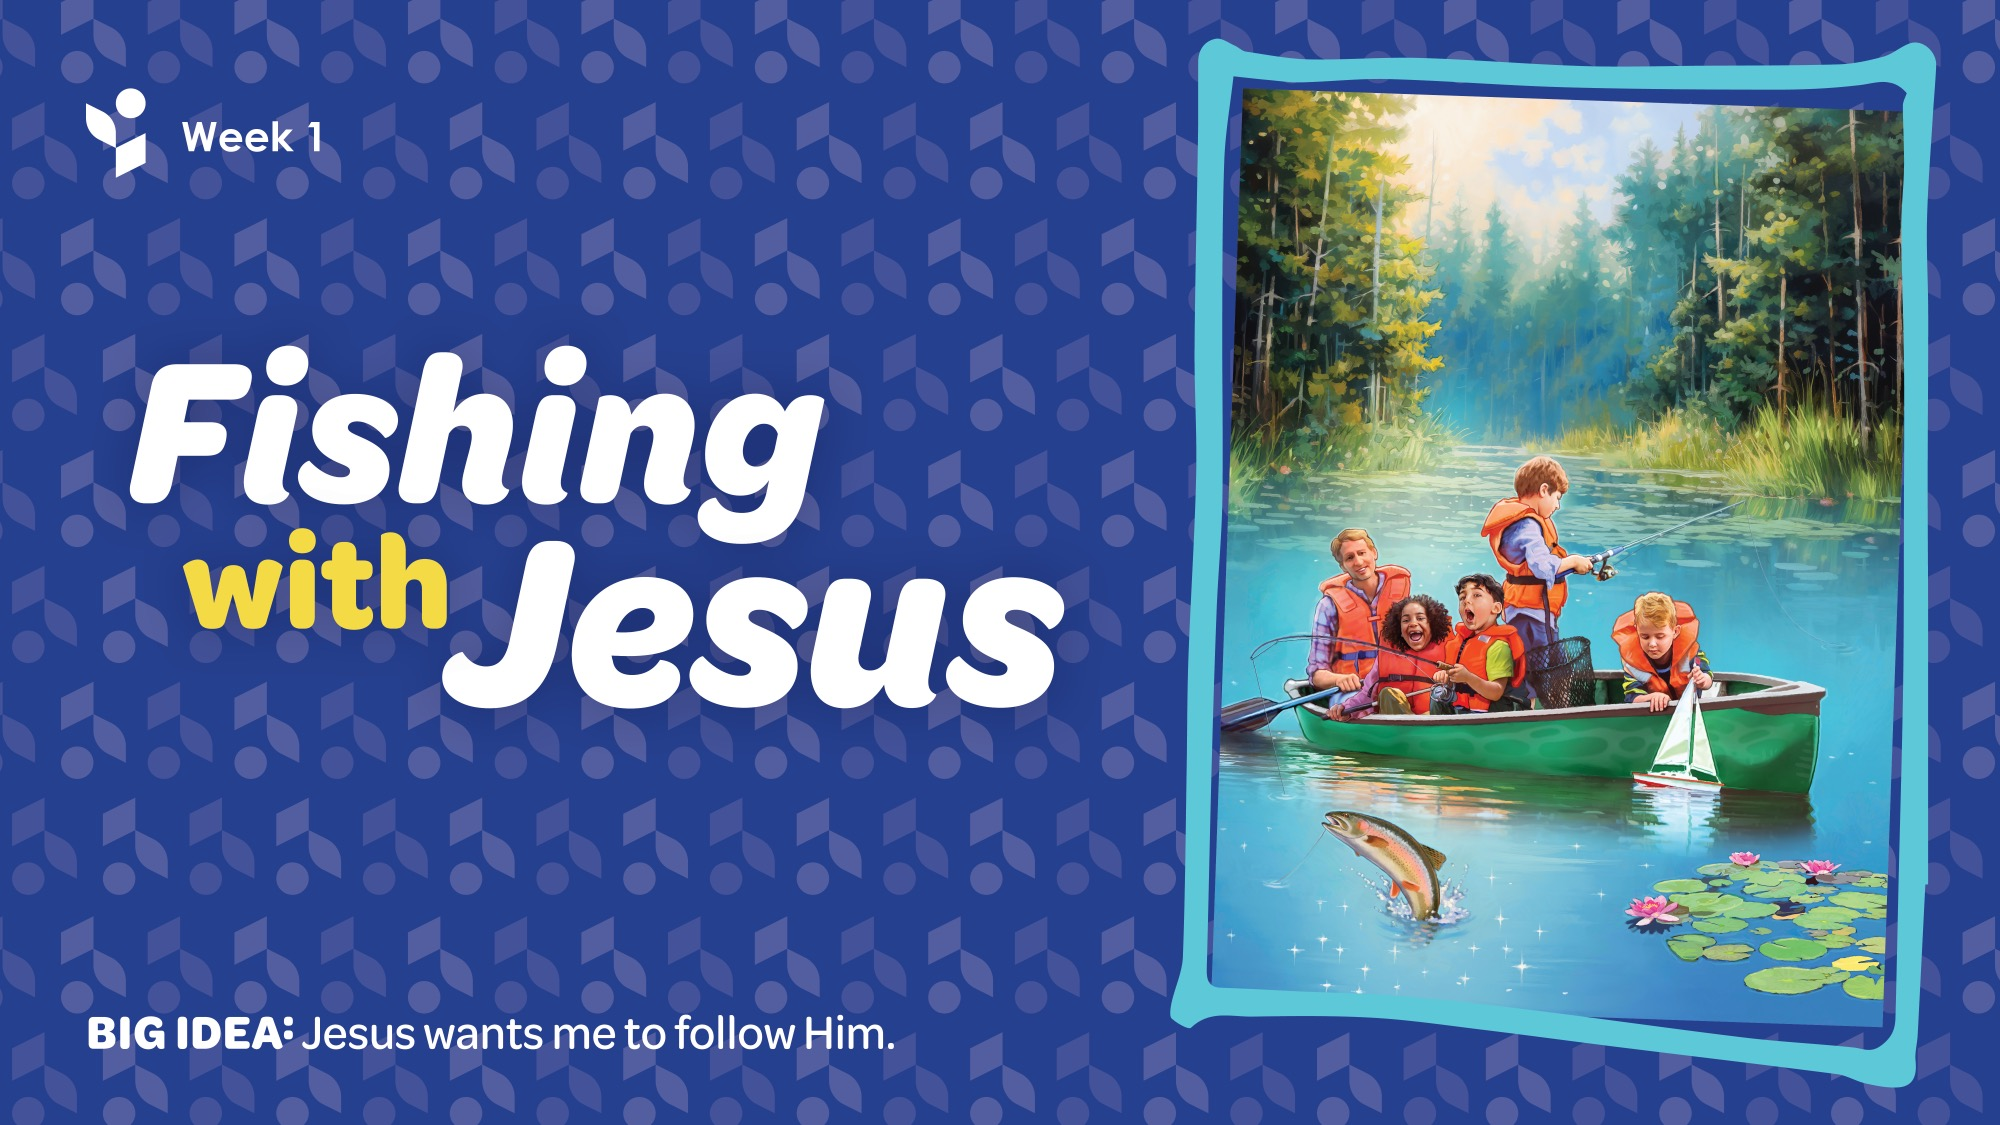 Week 1
Fishing
with Jesus
BIG IDEA: Jesus wants me to follow Him.